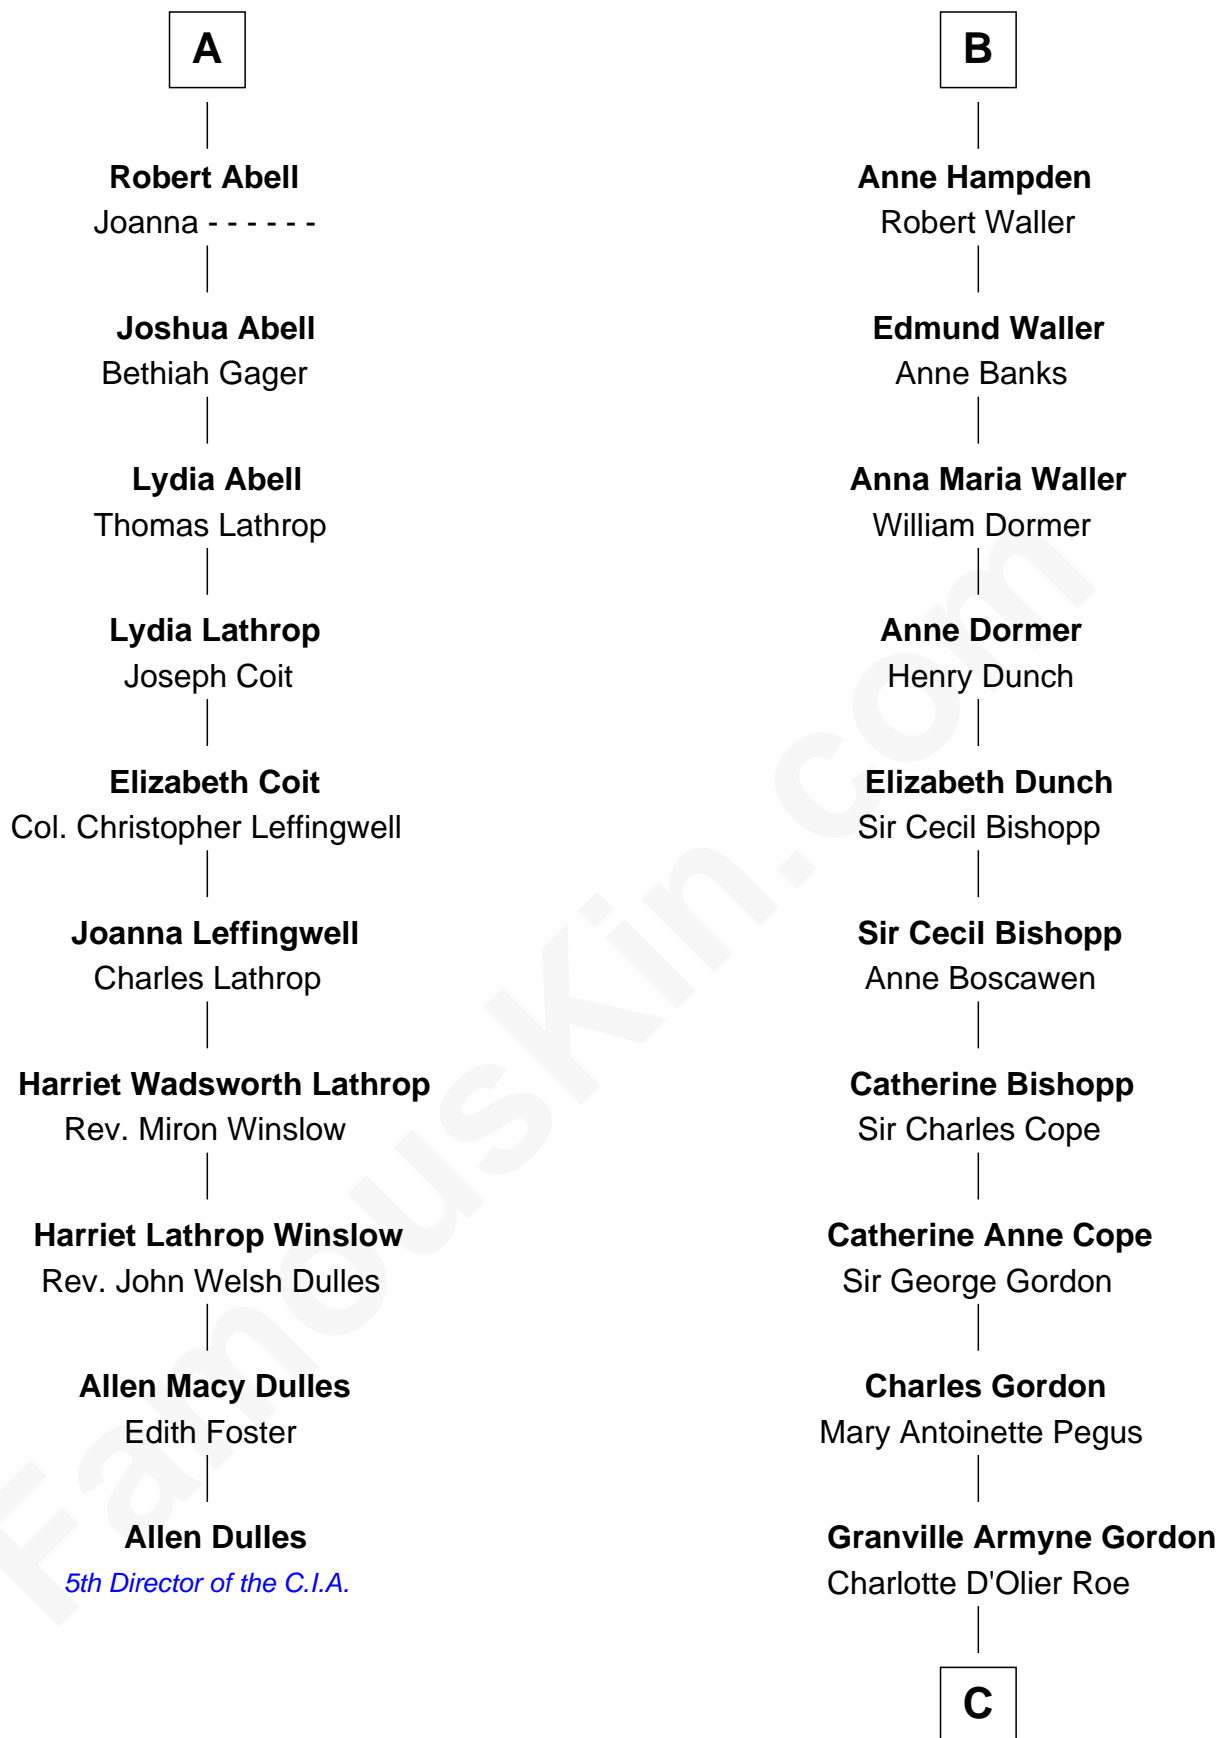 A
Robert Abell
Joanna - - - - - -
Joshua Abell
Bethiah Gager
Lydia Abell
Thomas Lathrop
Lydia Lathrop
Joseph Coit
Elizabeth Coit
Col. Christopher Leffingwell
Joanna Leffingwell
Charles Lathrop
Harriet Wadsworth Lathrop
Rev. Miron Winslow
Harriet Lathrop Winslow
Rev. John Welsh Dulles
Allen Macy Dulles
Edith Foster
Allen Dulles
5th Director of the C.I.A.
B
Anne Hampden
Robert Waller
Edmund Waller
Anne Banks
Anna Maria Waller
William Dormer
Anne Dormer
Henry Dunch
Elizabeth Dunch
Sir Cecil Bishopp
Sir Cecil Bishopp
Anne Boscawen
Catherine Bishopp
Sir Charles Cope
Catherine Anne Cope
Sir George Gordon
Charles Gordon
Mary Antoinette Pegus
Granville Armyne Gordon
Charlotte D'Olier Roe
C
FamousKin.com